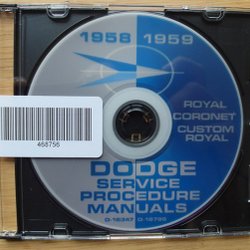 1958 1959
ROYAL
CORONET
CUSTOM
ROYAL
468756
DODGE
SERVICE
PROCEDURE
MANUALS